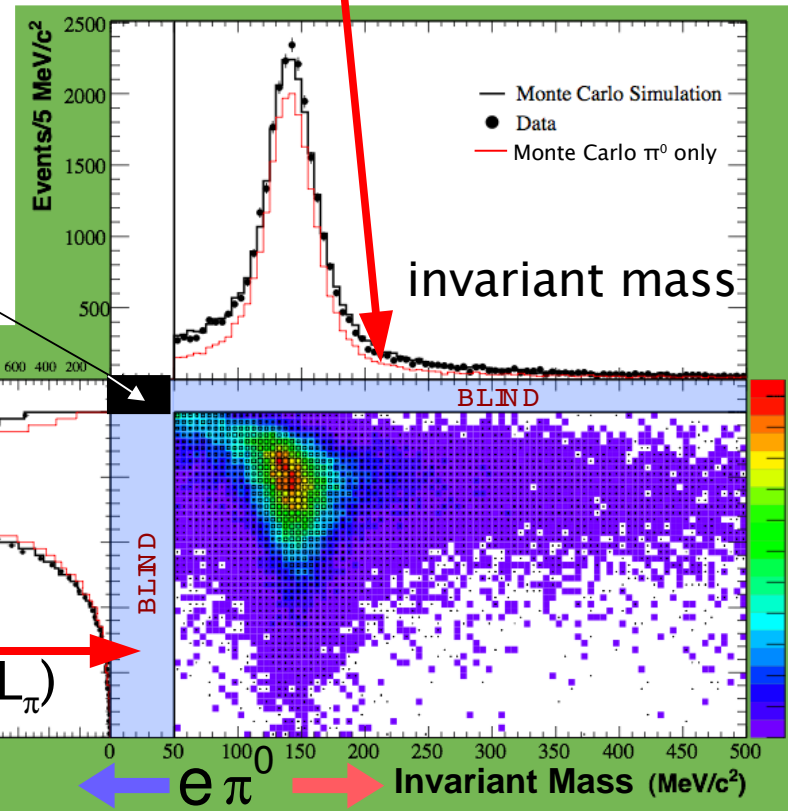 2500
2000
1500
1000
500
Events/5 MeV/c²
Monte Carlo Simulation
Data
Monte Carlo π⁰ only
invariant mass
600 400 200
BLIND
BLIND
L_π)
0 50 100 150 200 250 300 350 400 450 500
e π⁰ Invariant Mass (MeV/c²)